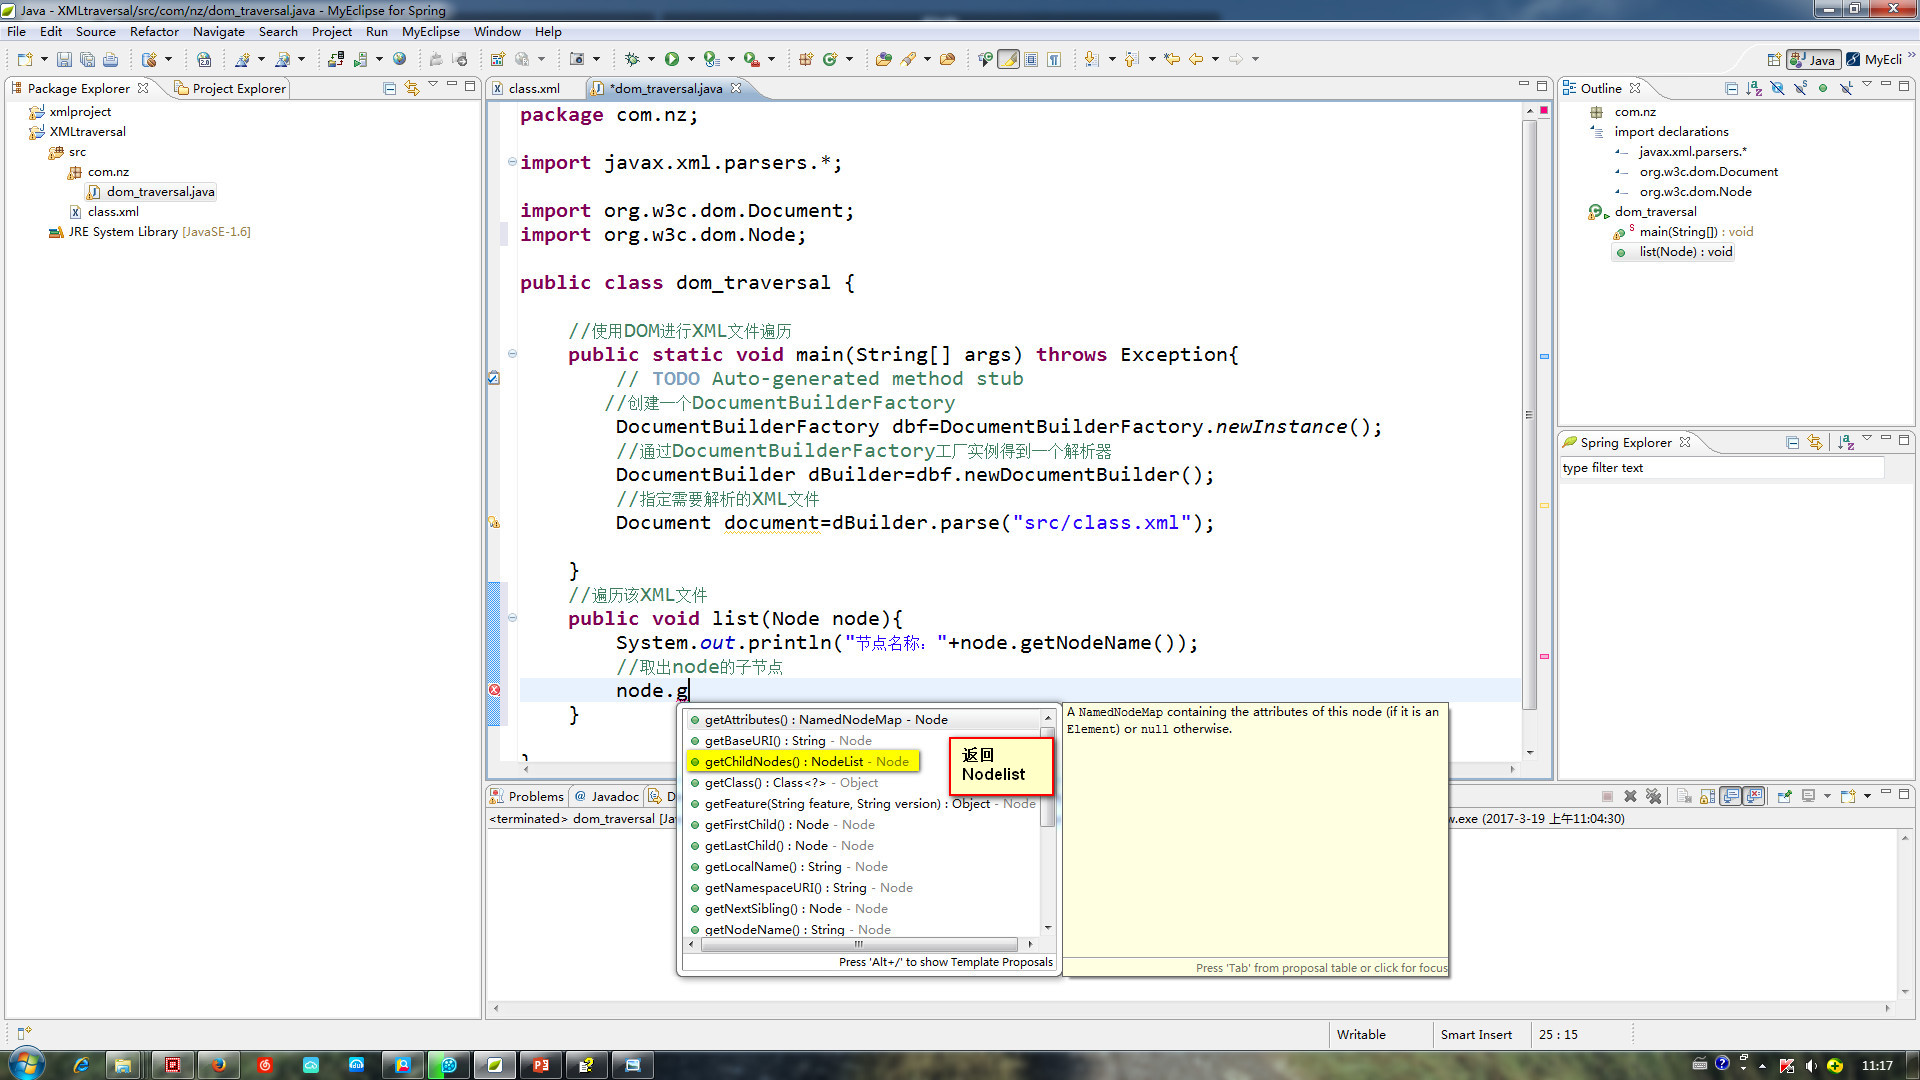 Java - XMLtraversal/src/com/nz/dom_traversal.java - MyEclipse for Spring
File Edit Source Refactor Navigate Search Project Run MyEclipse Window Help
Java MyEcli
Package Explorer
Project Explorer
xmlproject
XMLtraversal
src
com.nz
dom_traversal.java
class.xml
JRE System Library [JavaSE-1.6]
class.xml
*dom_traversal.java
package com.nz;
import javax.xml.parsers.*;
import org.w3c.dom.Document;
import org.w3c.dom.Node;
public class dom_traversal {
//使用DOM进行XML文件遍历
public static void main(String[] args) throws Exception{
// TODO Auto-generated method stub
//创建一个DocumentBuilderFactory
DocumentBuilderFactory dbf=DocumentBuilderFactory.newInstance();
//通过DocumentBuilderFactory工厂实例得到一个解析器
DocumentBuilder dBuilder=dbf.newDocumentBuilder();
//指定需要解析的XML文件
Document document=dBuilder.parse("src/class.xml");
}
//遍历该XML文件
public void list(Node node){
System.out.println("节点名称："+node.getNodeName());
//取出node的子节点
node.g
}
getAttributes() : NamedNodeMap - Node
getBaseURI() : String - Node
getChildNodes() : NodeList - Node
getClass() : Class<?> - Object
getFeature(String feature, String version) : Object - Node
getFirstChild() : Node - Node
getLastChild() : Node - Node
getLocalName() : String - Node
getNamespaceURI() : String - Node
getNextSibling() : Node - Node
getNodeName() : String - Node
Press 'Alt+/' to show Template Proposals
返回
Nodelist
A NamedNodeMap containing the attributes of this node (if it is an
Element) or null otherwise.
Press 'Tab' from proposal table or click for focus
Problems
@ Javadoc
D
<terminated> dom_traversal [Ja
w.exe (2017-3-19 上午11:04:30)
Outline
com.nz
import declarations
javax.xml.parsers.*
org.w3c.dom.Document
org.w3c.dom.Node
dom_traversal
main(String[]) : void
list(Node) : void
Spring Explorer
type filter text
Writable
Smart Insert
25 : 15
11:17